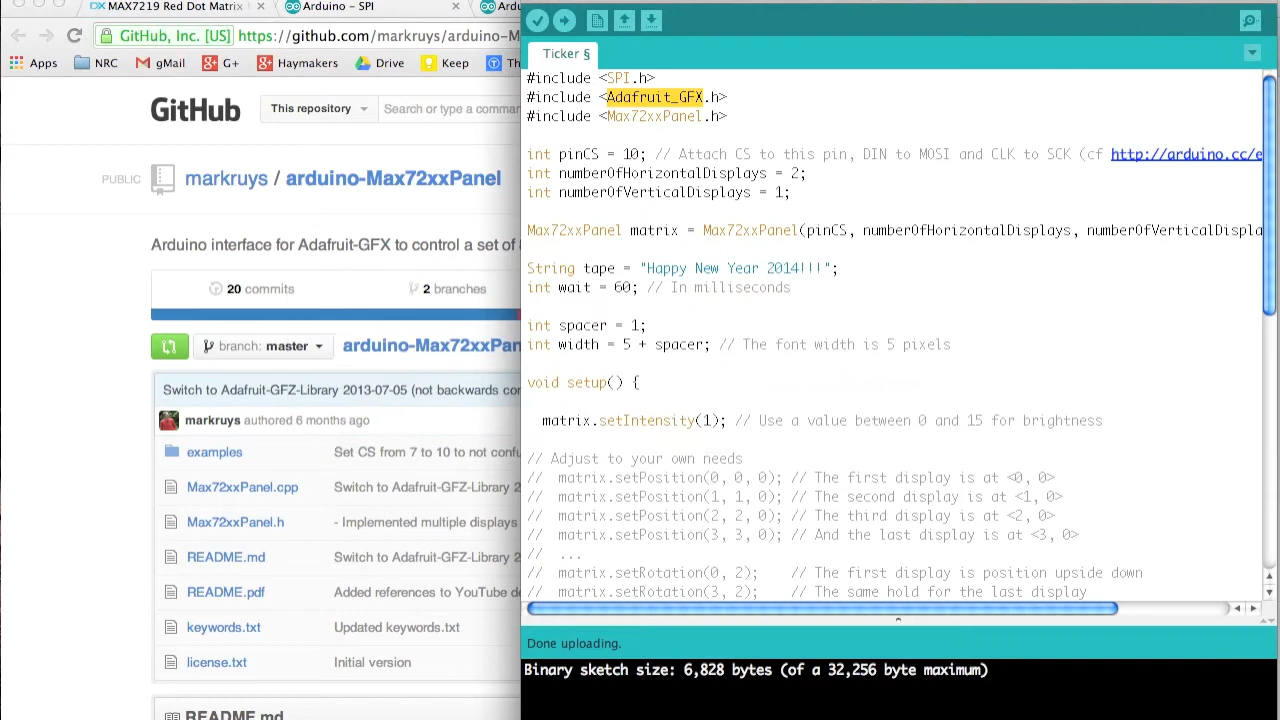 MAX7219 Red Dot Matrix
Arduino - SPI
GitHub, Inc. [US] https://github.com/markruys/arduino-M
Apps NRC gMail G+ Haymakers Drive Keep
GitHub This repository Search or type a comman
PUBLIC markruys / arduino-Max72xxPanel
Arduino interface for Adafruit-GFX to control a set of
20 commits 2 branches
branch: master arduino-Max72xxPan
Switch to Adafruit-GFZ-Library 2013-07-05 (not backwards co
markruys authored 6 months ago
examples Set CS from 7 to 10 to not confu
Max72xxPanel.cpp Switch to Adafruit-GFZ-Library 2
Max72xxPanel.h - Implemented multiple displays
README.md Switch to Adafruit-GFZ-Library 2
README.pdf Added references to YouTube de
keywords.txt Updated keywords.txt
license.txt Initial version
README.md
Ticker §
#include <SPI.h>
#include <Adafruit_GFX.h>
#include <Max72xxPanel.h>
int pinCS = 10; // Attach CS to this pin, DIN to MOSI and CLK to SCK (cf http://arduino.cc/e
int numberOfHorizontalDisplays = 2;
int numberOfVerticalDisplays = 1;
Max72xxPanel matrix = Max72xxPanel(pinCS, numberOfHorizontalDisplays, numberOfVerticalDispla
String tape = "Happy New Year 2014!!!";
int wait = 60; // In milliseconds
int spacer = 1;
int width = 5 + spacer; // The font width is 5 pixels
void setup() {
matrix.setIntensity(1); // Use a value between 0 and 15 for brightness
// Adjust to your own needs
// matrix.setPosition(0, 0, 0); // The first display is at <0, 0>
// matrix.setPosition(1, 1, 0); // The second display is at <1, 0>
// matrix.setPosition(2, 2, 0); // The third display is at <2, 0>
// matrix.setPosition(3, 3, 0); // And the last display is at <3, 0>
// ...
// matrix.setRotation(0, 2); // The first display is position upside down
// matrix.setRotation(3, 2); // The same hold for the last display
Done uploading.
Binary sketch size: 6,828 bytes (of a 32,256 byte maximum)